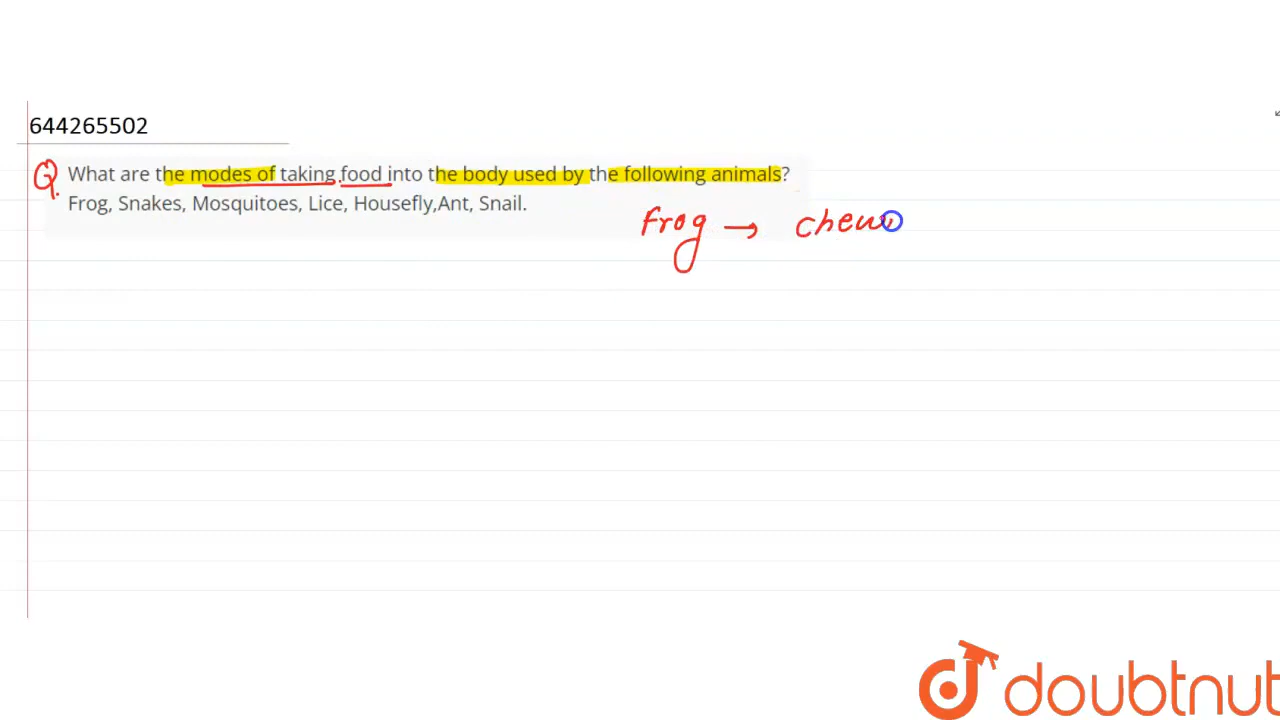 644265502
Q. What are the modes of taking food into the body used by the following animals?
Frog, Snakes, Mosquitoes, Lice, Housefly,Ant, Snail.
frog → chew
doubtnut